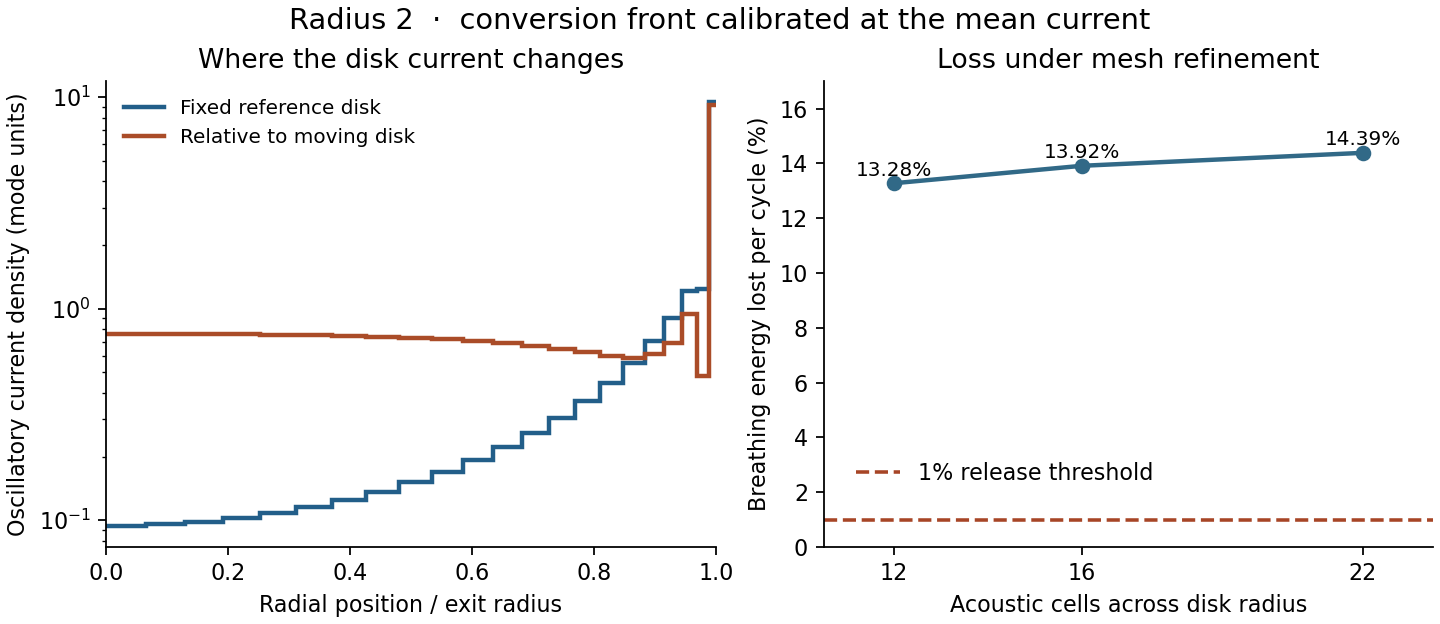 Radius 2 · conversion front calibrated at the mean current
Where the disk current changes
Oscillatory current density (mode units)
10¹
10⁰
10⁻¹
Fixed reference disk
Relative to moving disk
0.0 0.2 0.4 0.6 0.8 1.0
Radial position / exit radius
Loss under mesh refinement
Breathing energy lost per cycle (%)
16
14
12
10
8
6
4
2
0
13.28%
13.92%
14.39%
1% release threshold
12 16 22
Acoustic cells across disk radius